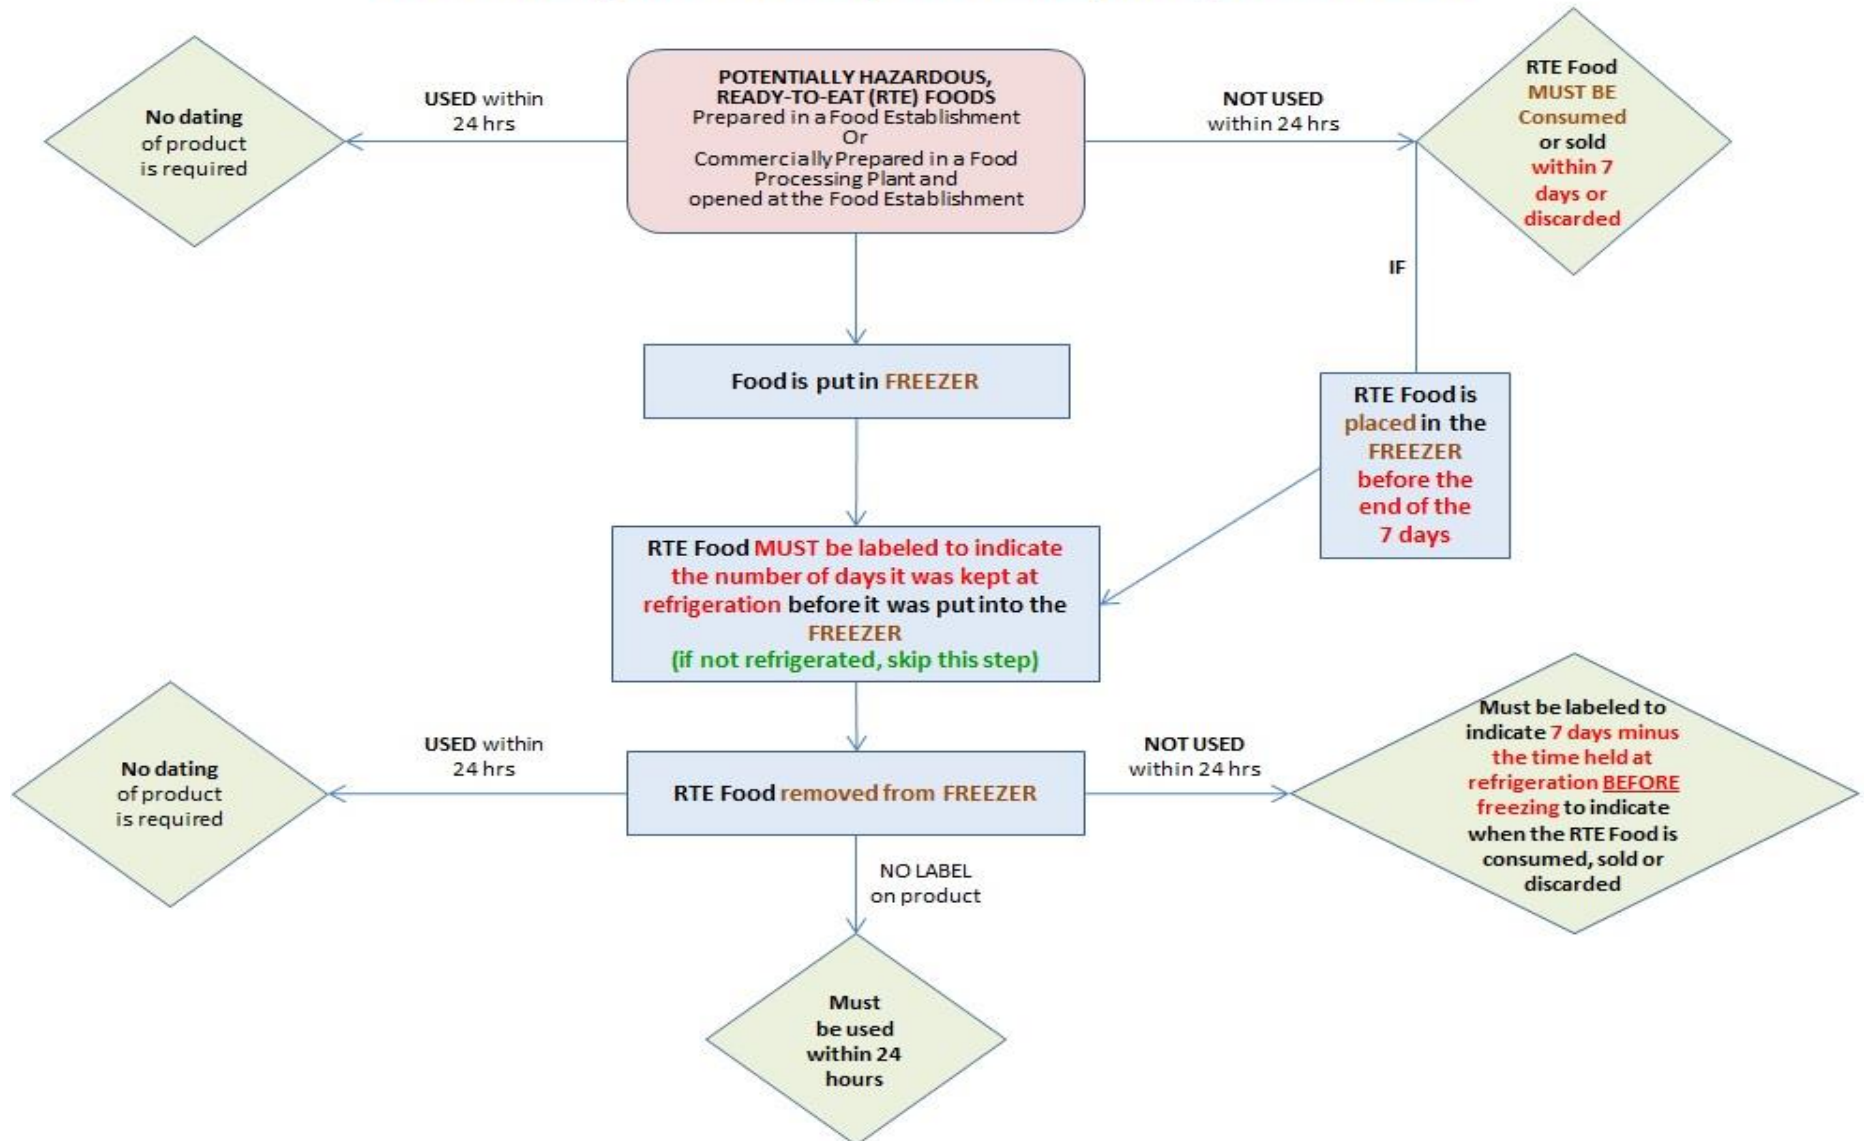 No dating
of product
is required
USED within
24 hrs
POTENTIALLY HAZARDOUS,
READY-TO-EAT (RTE) FOODS
Prepared in a Food Establishment
Or
Commercially Prepared in a Food
Processing Plant and
opened at the Food Establishment
NOT USED
within 24 hrs
RTE Food
MUST BE
Consumed
or sold
within 7
days or
discarded
IF
Food is put in FREEZER
RTE Food is
placed in the
FREEZER
before the
end of the
7 days
RTE Food MUST be labeled to indicate
the number of days it was kept at
refrigeration before it was put into the
FREEZER
(if not refrigerated, skip this step)
No dating
of product
is required
USED within
24 hrs
RTE Food removed from FREEZER
NOT USED
within 24 hrs
Must be labeled to
indicate 7 days minus
the time held at
refrigeration BEFORE
freezing to indicate
when the RTE Food is
consumed, sold or
discarded
NO LABEL
on product
Must
be used
within 24
hours